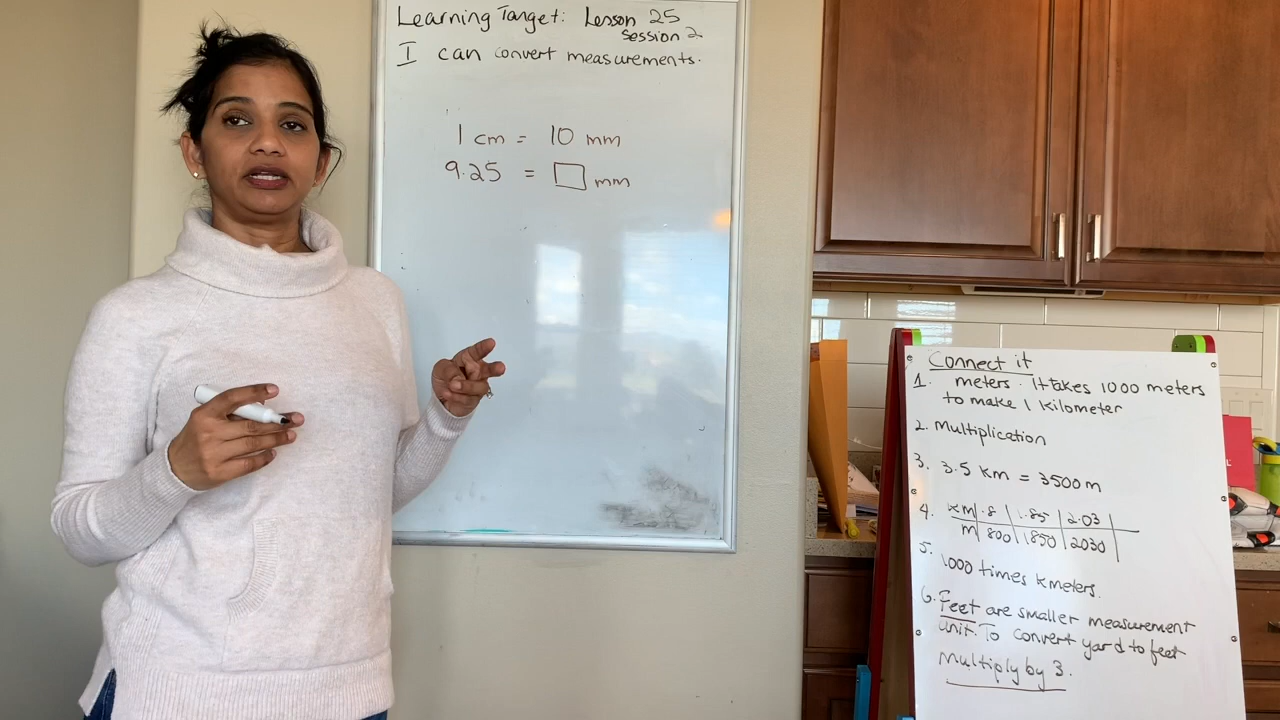 Learning Target: Lesson 25
Session 2
I can convert measurements.
1 cm = 10 mm
9.25 = □ mm
Connect it
1. meters. It takes 1000 meters
to make 1 kilometer
2. Multiplication
3. 3.5 km = 3500 m
4. km | .8 | 1.85 | 2.03 |
m | 800 | 1850 | 2030 |
5. 1000 times kmeters.
6. Feet are smaller measurement
unit. To convert yard to feet
Multiply by 3.